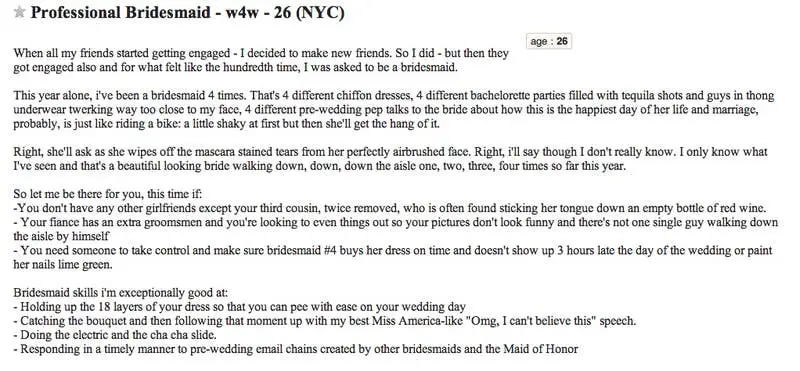 Professional Bridesmaid - w4w - 26 (NYC)
age : 26
When all my friends started getting engaged - I decided to make new friends. So I did - but then they
got engaged also and for what felt like the hundredth time, I was asked to be a bridesmaid.
This year alone, i've been a bridesmaid 4 times. That's 4 different chiffon dresses, 4 different bachelorette parties filled with tequila shots and guys in thong
underwear twerking way too close to my face, 4 different pre-wedding pep talks to the bride about how this is the happiest day of her life and marriage,
probably, is just like riding a bike: a little shaky at first but then she'll get the hang of it.
Right, she'll ask as she wipes off the mascara stained tears from her perfectly airbrushed face. Right, i'll say though I don't really know. I only know what
I've seen and that's a beautiful looking bride walking down, down, down the aisle one, two, three, four times so far this year.
So let me be there for you, this time if:
-You don't have any other girlfriends except your third cousin, twice removed, who is often found sticking her tongue down an empty bottle of red wine.
- Your fiance has an extra groomsmen and you're looking to even things out so your pictures don't look funny and there's not one single guy walking down
the aisle by himself
- You need someone to take control and make sure bridesmaid #4 buys her dress on time and doesn't show up 3 hours late the day of the wedding or paint
her nails lime green.
Bridesmaid skills i'm exceptionally good at:
- Holding up the 18 layers of your dress so that you can pee with ease on your wedding day
- Catching the bouquet and then following that moment up with my best Miss America-like "Omg, I can't believe this" speech.
- Doing the electric and the cha cha slide.
- Responding in a timely manner to pre-wedding email chains created by other bridesmaids and the Maid of Honor